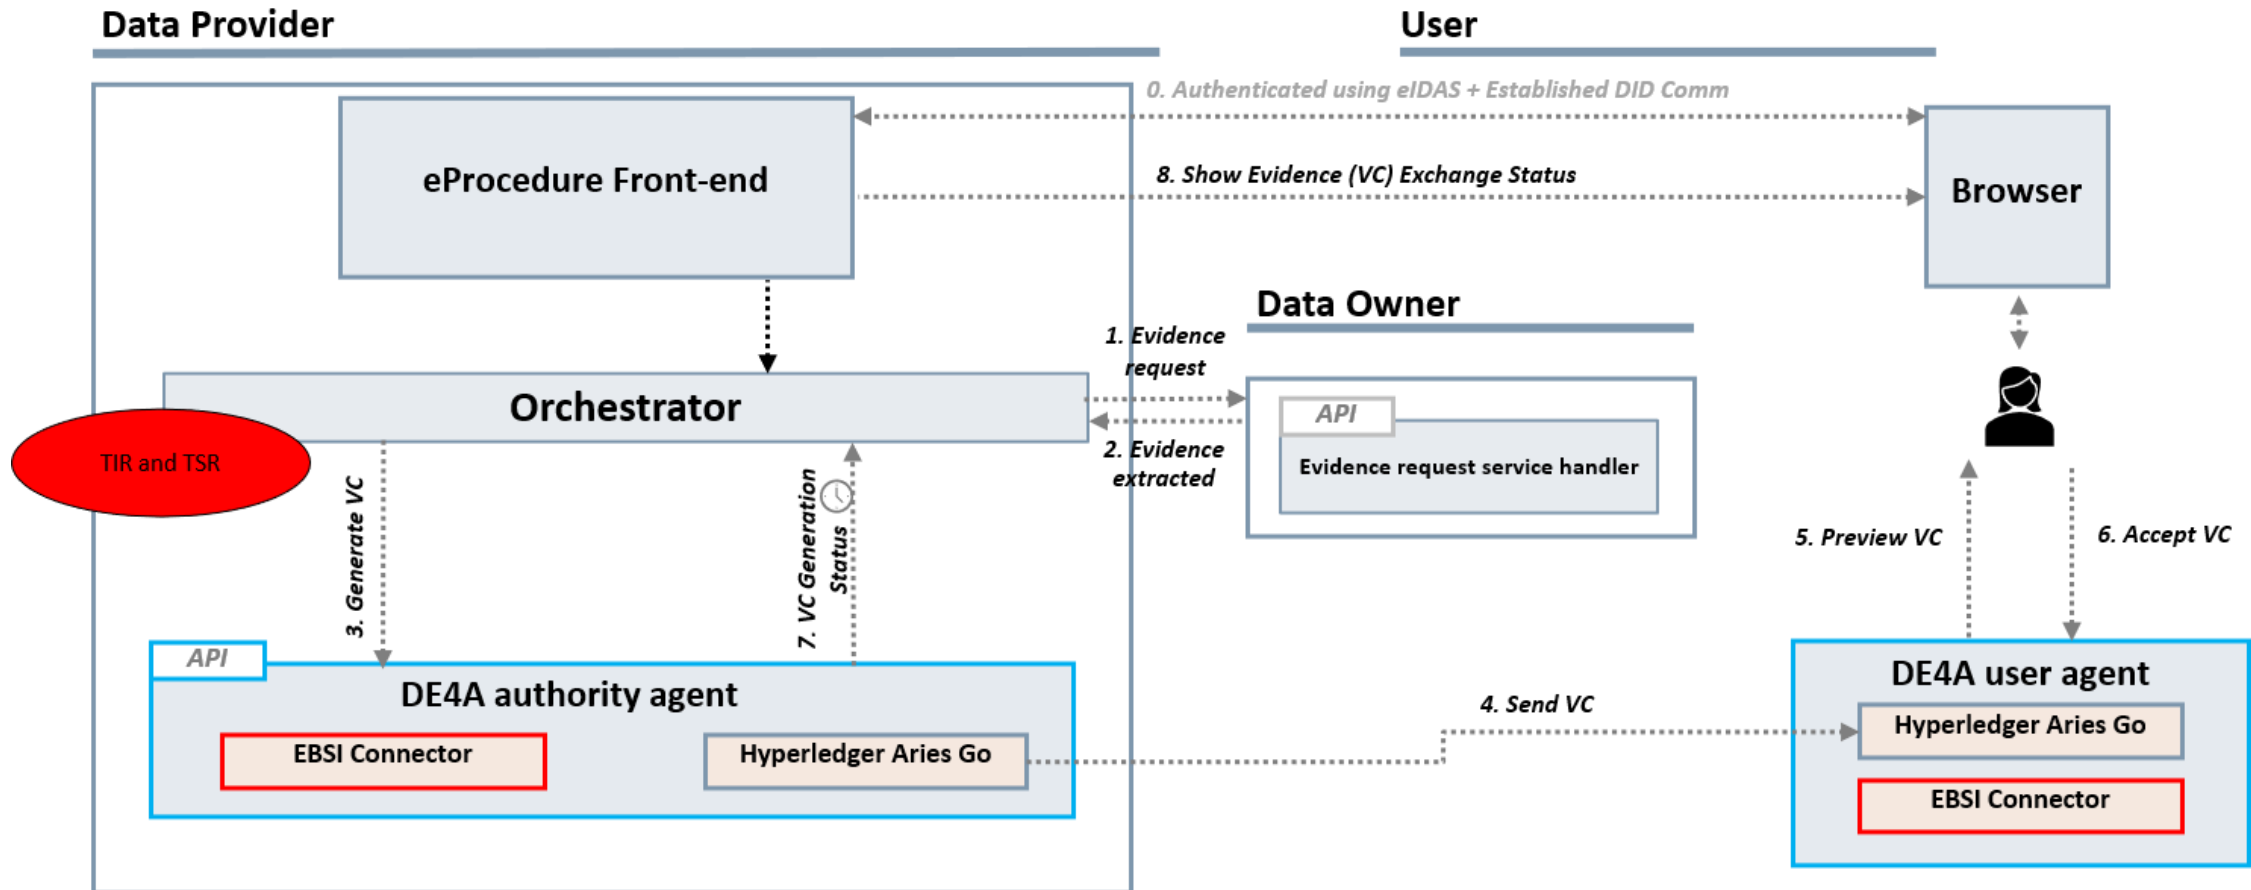 Data Provider
User
0. Authenticated using eIDAS + Established DID Comm
eProcedure Front-end
8. Show Evidence (VC) Exchange Status
Browser
Data Owner
1. Evidence
request
Orchestrator
API
2. Evidence
extracted
Evidence request service handler
TIR and TSR
3. Generate VC
7. VC Generation
Status
5. Preview VC
6. Accept VC
API
DE4A authority agent
EBSI Connector
Hyperledger Aries Go
4. Send VC
DE4A user agent
Hyperledger Aries Go
EBSI Connector